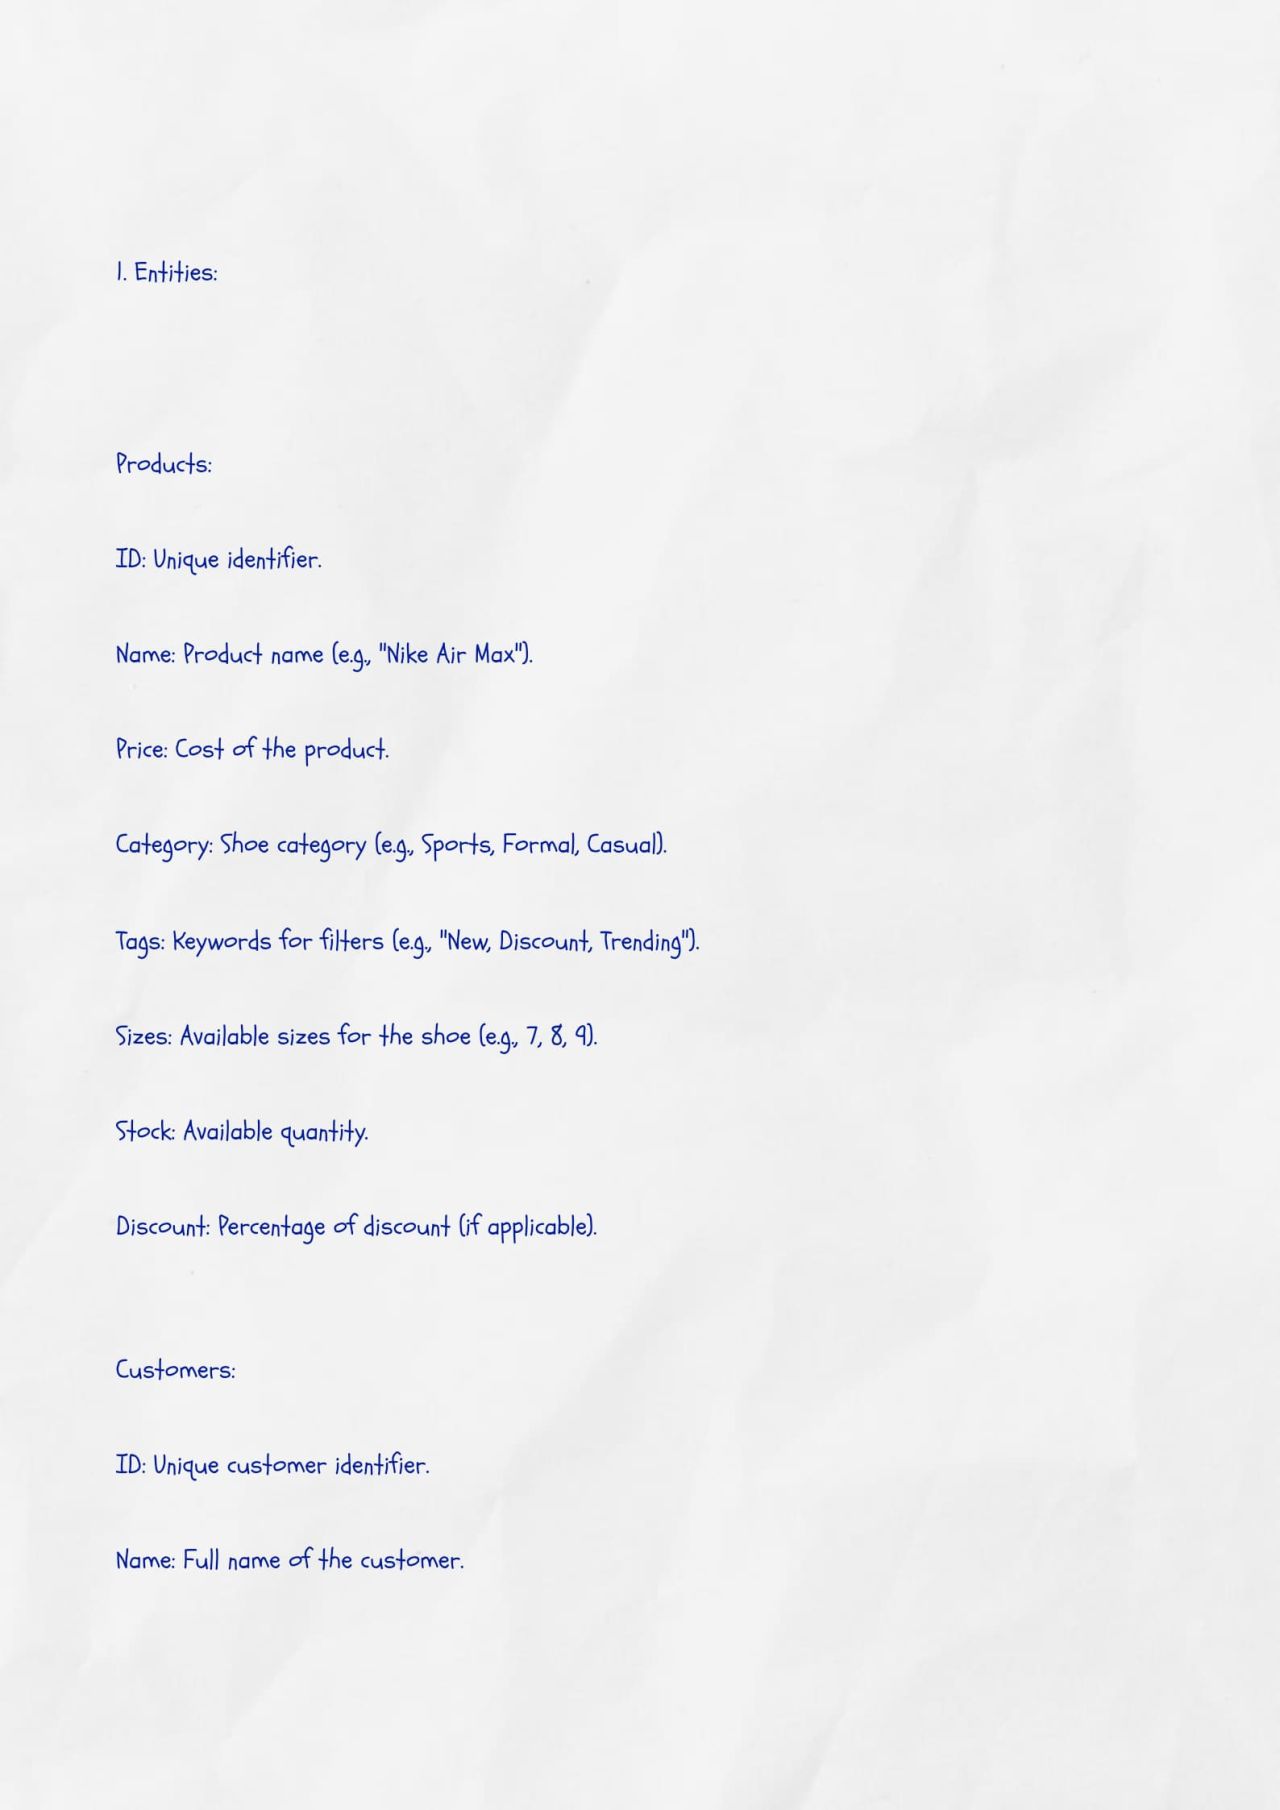 1. Entities:
Products:
ID: Unique identifier.
Name: Product name (e.g., "Nike Air Max").
Price: Cost of the product.
Category: Shoe category (e.g., Sports, Formal, Casual).
Tags: Keywords for filters (e.g., "New, Discount, Trending").
Sizes: Available sizes for the shoe (e.g., 7, 8, 9).
Stock: Available quantity.
Discount: Percentage of discount (if applicable).
Customers:
ID: Unique customer identifier.
Name: Full name of the customer.